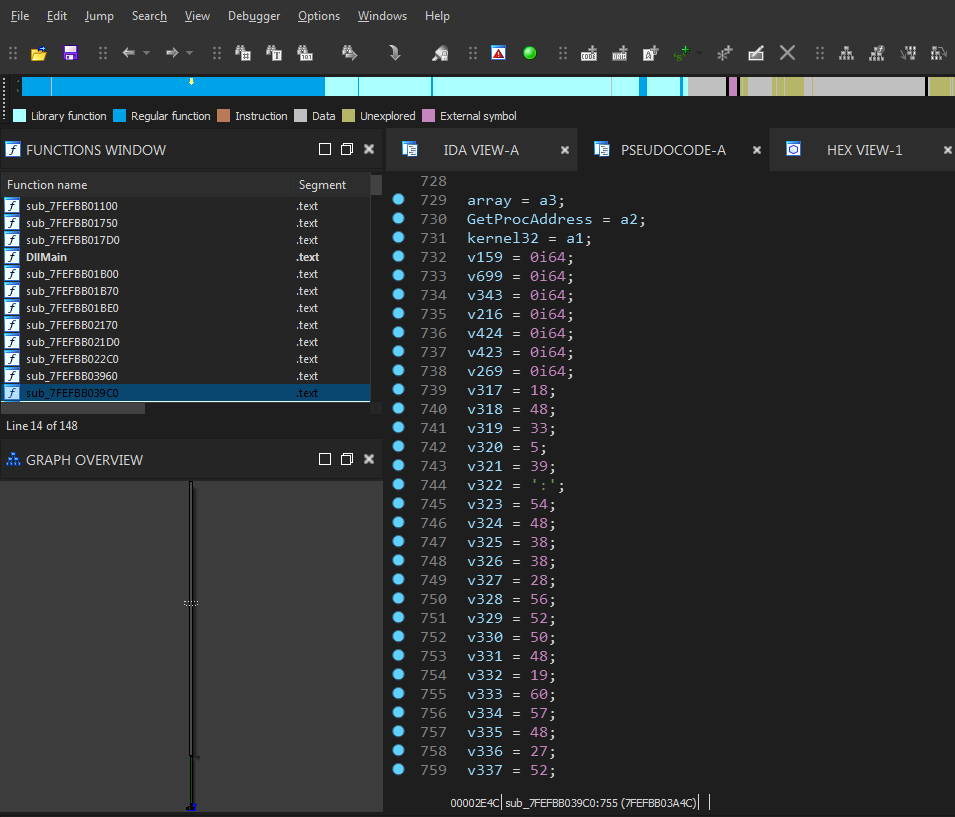 File Edit Jump Search View Debugger Options Windows Help
Library function Regular function Instruction Data Unexplored External symbol
FUNCTIONS WINDOW
IDA VIEW-A PSEUDOCODE-A HEX VIEW-1
Function name Segment
sub_7FEFBB01100 .text
sub_7FEFBB01750 .text
sub_7FEFBB017D0 .text
DllMain .text
sub_7FEFBB01B00 .text
sub_7FEFBB01B70 .text
sub_7FEFBB01BE0 .text
sub_7FEFBB02170 .text
sub_7FEFBB021D0 .text
sub_7FEFBB022C0 .text
sub_7FEFBB03960 .text
sub_7FEFBB039C0 .text
Line 14 of 148
GRAPH OVERVIEW
728
729 array = a3;
730 GetProcAddress = a2;
731 kernel32 = a1;
732 v159 = 0i64;
733 v699 = 0i64;
734 v343 = 0i64;
735 v216 = 0i64;
736 v424 = 0i64;
737 v423 = 0i64;
738 v269 = 0i64;
739 v317 = 18;
740 v318 = 48;
741 v319 = 33;
742 v320 = 5;
743 v321 = 39;
744 v322 = ':';
745 v323 = 54;
746 v324 = 48;
747 v325 = 38;
748 v326 = 38;
749 v327 = 28;
750 v328 = 56;
751 v329 = 52;
752 v330 = 50;
753 v331 = 48;
754 v332 = 19;
755 v333 = 60;
756 v334 = 57;
757 v335 = 48;
758 v336 = 27;
759 v337 = 52;
00002E4C sub_7FEFBB039C0:755 (7FEFBB03A4C)